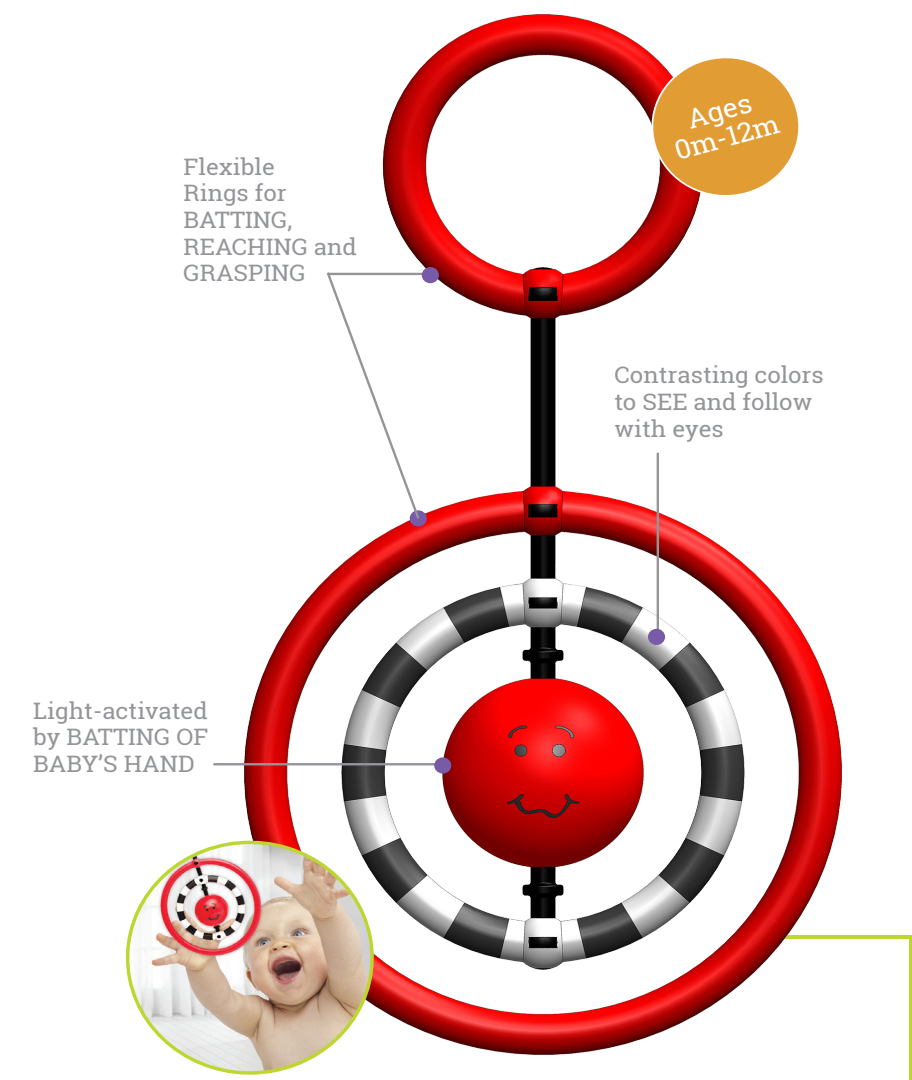 Ages
0m-12m
Flexible
Rings for
BATTING,
REACHING and
GRASPING
Contrasting colors
to SEE and follow
with eyes
Light-activated
by BATTING OF
BABY'S HAND